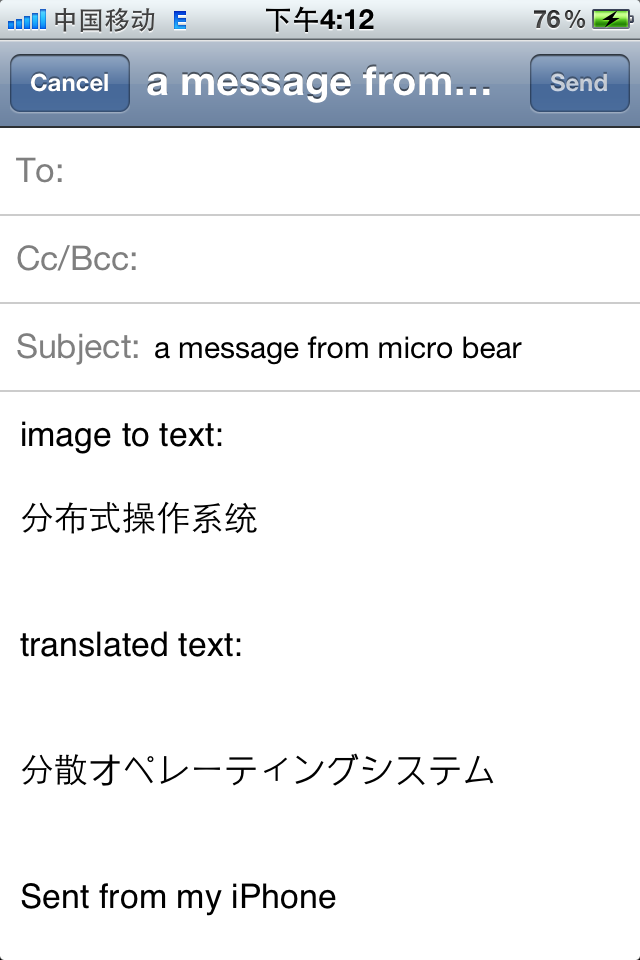 中国移动 E 下午4:12 76%
Cancel a message from... Send
To:
Cc/Bcc:
Subject: a message from micro bear
image to text:
分布式操作系统
translated text:
分散オペレーティングシステム
Sent from my iPhone